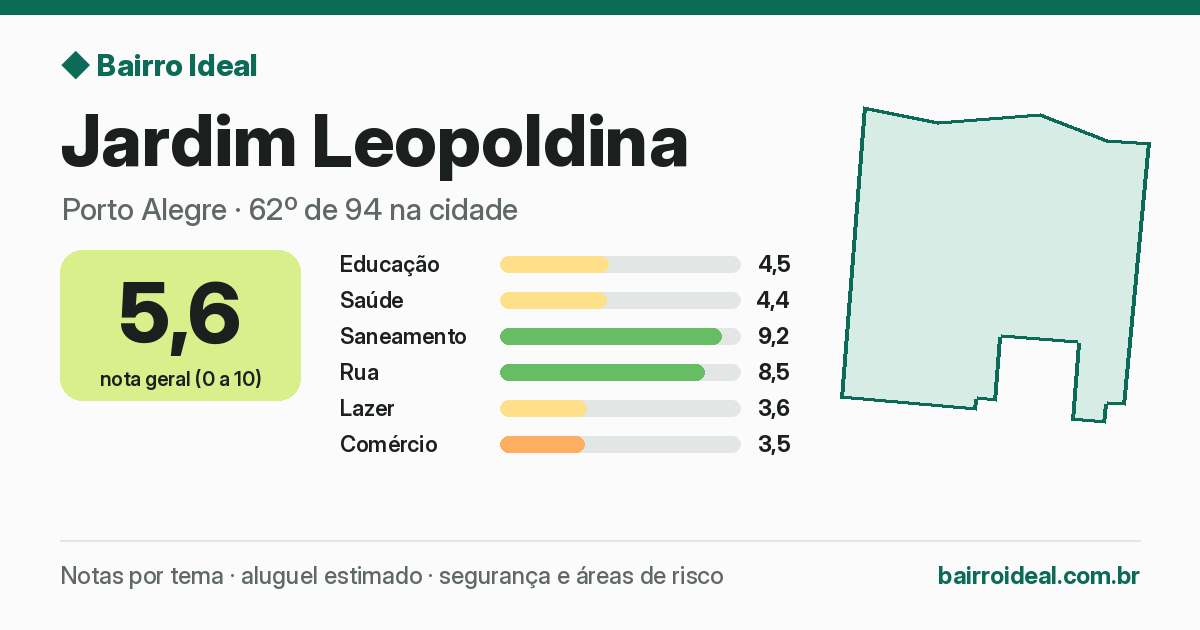 Bairro Ideal
Jardim Leopoldina
Porto Alegre · 62º de 94 na cidade
5,6
nota geral (0 a 10)
Educação 4,5
Saúde 4,4
Saneamento 9,2
Rua 8,5
Lazer 3,6
Comércio 3,5
Notas por tema · aluguel estimado · segurança e áreas de risco
bairroideal.com.br